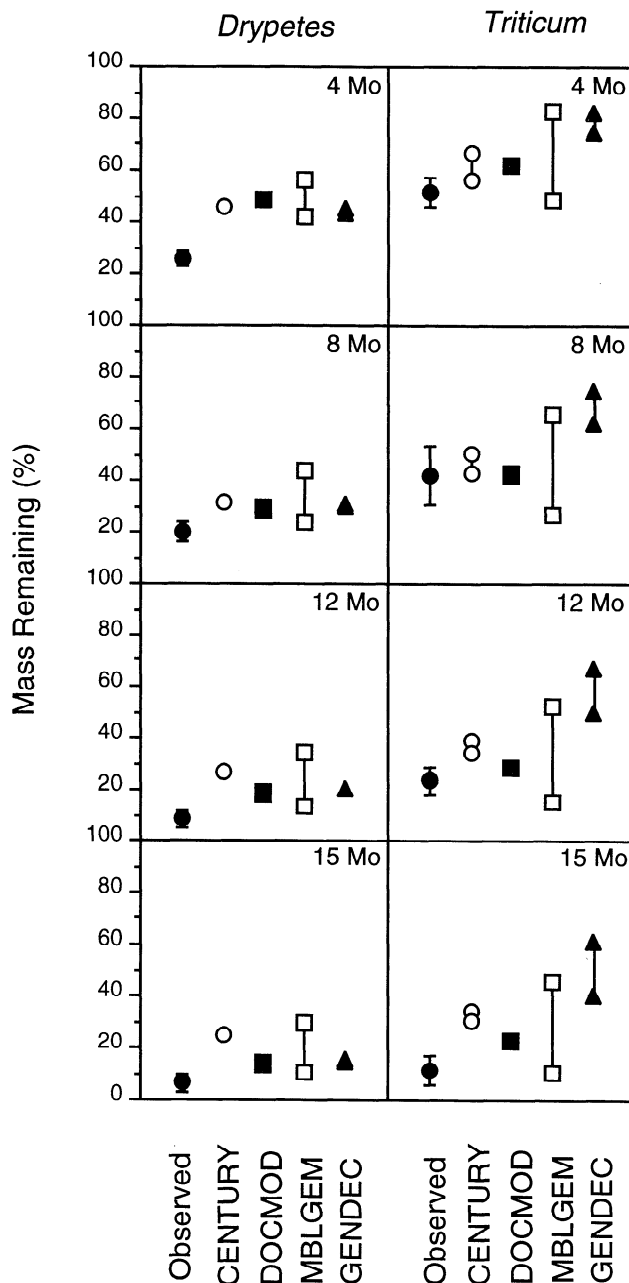 Drypetes Triticum
100 4 Mo 4 Mo
80
60
40
20
100 8 Mo 8 Mo
80
60
40
20
100 12 Mo 12 Mo
80
60
40
20
100 15 Mo 15 Mo
80
60
40
20
0
Mass Remaining (%)
Observed CENTURY DOCMOD MBLGEM GENDEC Observed CENTURY DOCMOD MBLGEM GENDEC